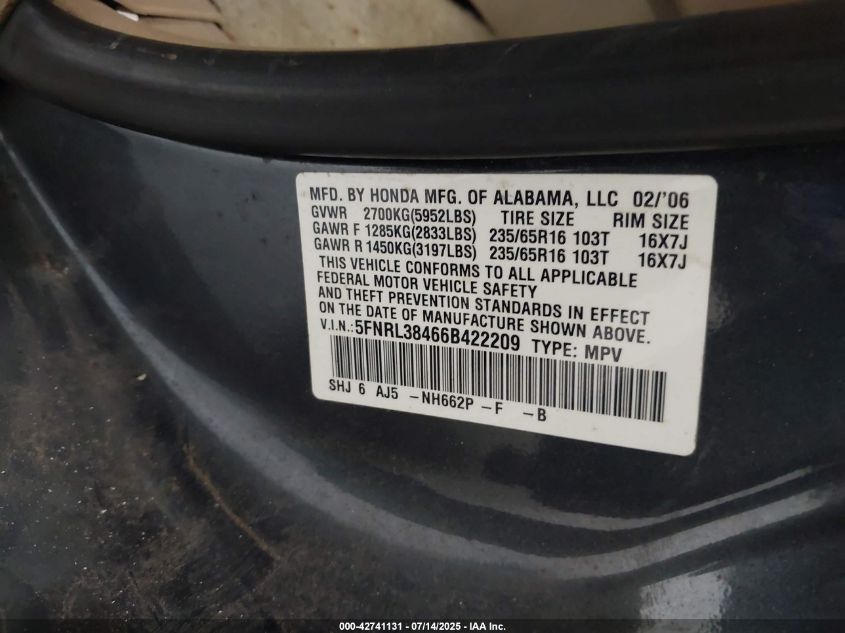 MFD. BY HONDA MFG. OF ALABAMA, LLC 02/'06
GVWR 2700KG(5952LBS) TIRE SIZE RIM SIZE
GAWR F 1285KG(2833LBS) 235/65R16 103T 16X7J
GAWR R 1450KG(3197LBS) 235/65R16 103T 16X7J
THIS VEHICLE CONFORMS TO ALL APPLICABLE
FEDERAL MOTOR VEHICLE SAFETY
AND THEFT PREVENTION STANDARDS IN EFFECT
ON THE DATE OF MANUFACTURE SHOWN ABOVE.
V.I.N.:5FNRL38466B422209 TYPE: MPV
SHJ 6 AJ5 -NH662P -F -B
000-42741131 - 07/14/2025 - IAA Inc.